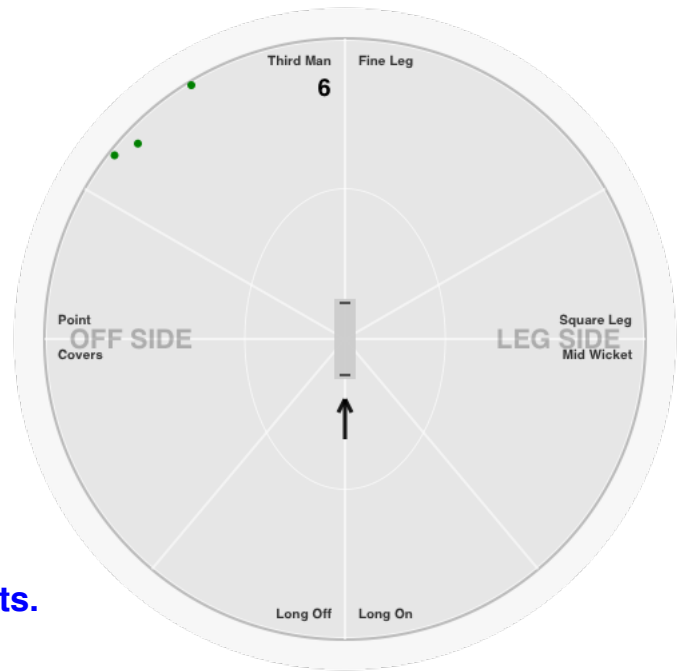 Third Man
Fine Leg
6
Point
Square Leg
OFF SIDE
LEG SIDE
Covers
Mid Wicket
ts.
Long Off
Long On